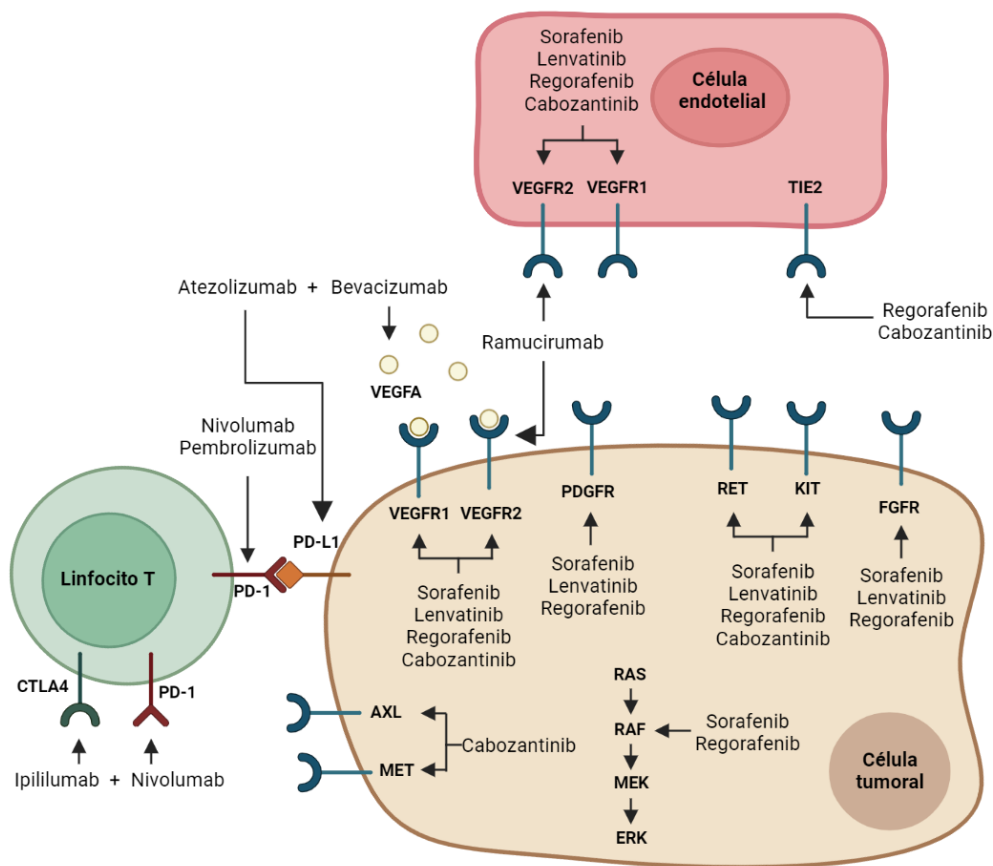 Sorafenib
Lenvatinib
Regorafenib
Cabozantinib
Célula
endotelial
VEGFR2
VEGFR1
TIE2
Atezolizumab + Bevacizumab
Regorafenib
Cabozantinib
Ramucirumab
VEGFA
Nivolumab
Pembrolizumab
PD-L1
VEGFR1
VEGFR2
PDGFR
RET
KIT
FGFR
Linfocito T
PD-1
Sorafenib
Lenvatinib
Regorafenib
Cabozantinib
Sorafenib
Lenvatinib
Regorafenib
Sorafenib
Lenvatinib
Regorafenib
Cabozantinib
Sorafenib
Lenvatinib
Regorafenib
CTLA4
PD-1
Ipililumab + Nivolumab
AXL
MET
Cabozantinib
RAS
RAF
MEK
ERK
Sorafenib
Regorafenib
Célula
tumoral